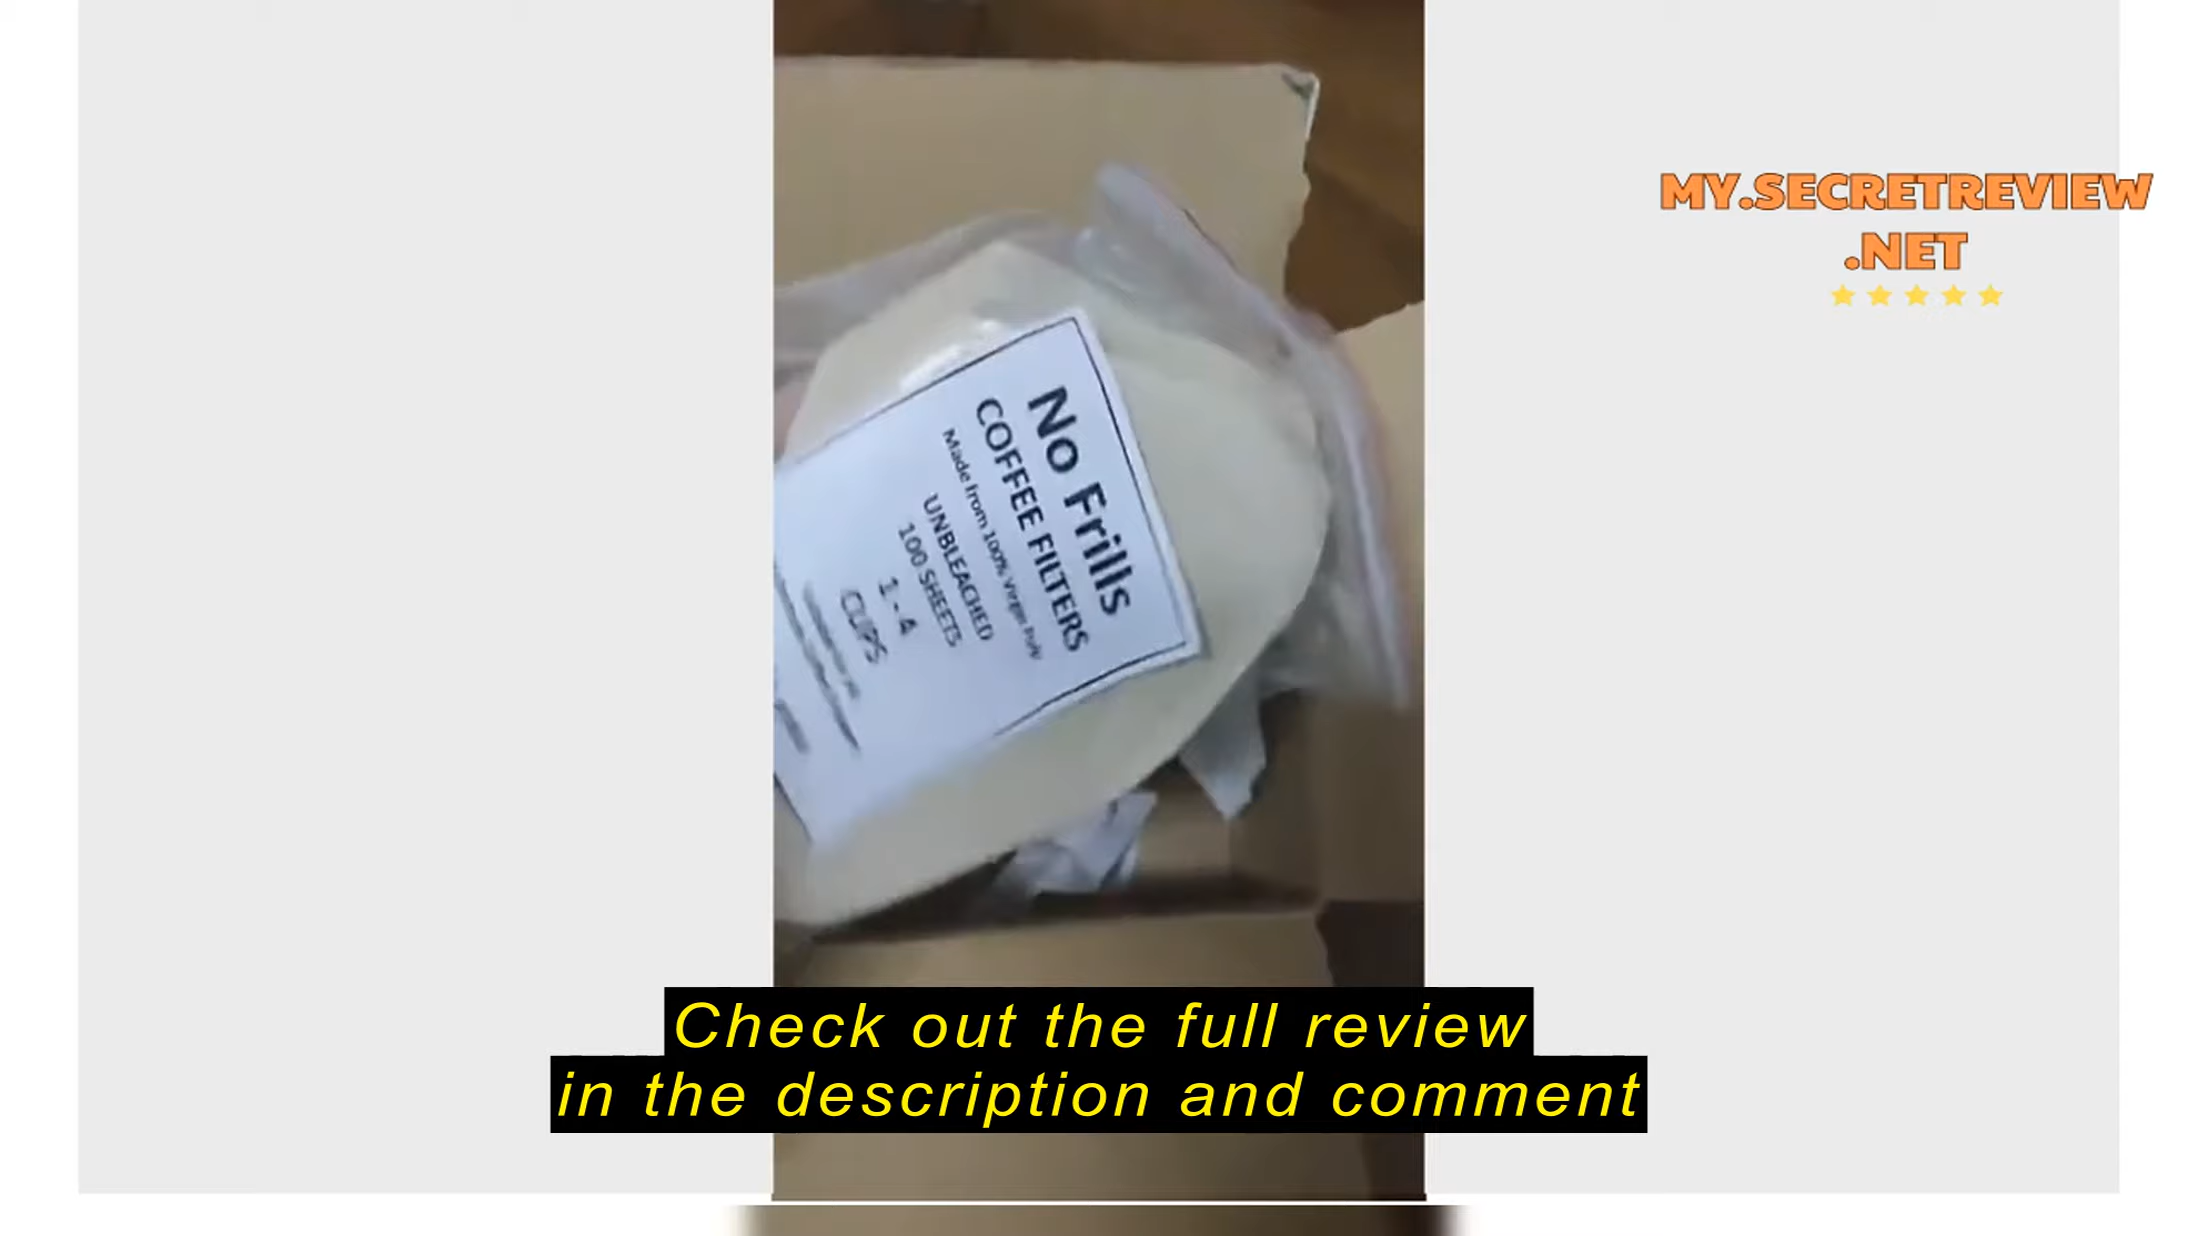 MY.SECRETREVIEW
.NET
No Frills
COFFEE FILTERS
Made from 100% Virgin Pulp
UNBLEACHED
100 SHEETS
1 - 4
CUPS
Check out the full review
in the description and comment